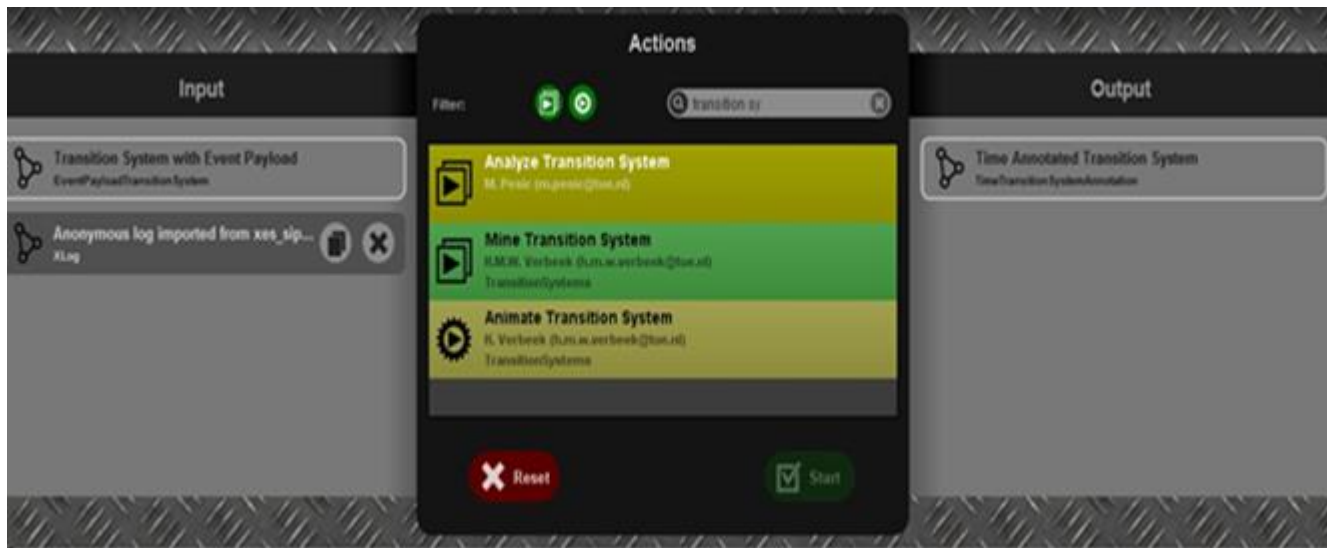 Input
Transition System with Event Payload
EventPayloadTransitionSystem
Anonymous log imported from xes_sip...
XLog
Actions
Filter:
transition sy
Analyze Transition System
M. Pesic (m.pesic@tue.nl)
Mine Transition System
H.M.W. Verbeek (h.m.w.verbeek@tue.nl)
TransitionSystems
Animate Transition System
H. Verbeek (h.m.w.verbeek@tue.nl)
TransitionSystems
Reset
Start
Output
Time Annotated Transition System
TimeTransitionSystemAnnotation